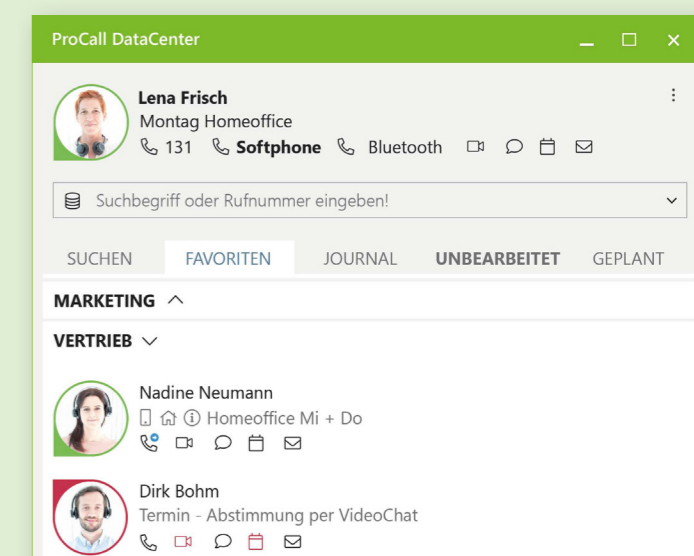 ProCall DataCenter
Lena Frisch
Montag Homeoffice
131 Softphone Bluetooth
Suchbegriff oder Rufnummer eingeben!
SUCHEN FAVORITEN JOURNAL UNBEARBEITET GEPLANT
MARKETING
VERTRIEB
Nadine Neumann
Homeoffice Mi + Do
Dirk Bohm
Termin - Abstimmung per VideoChat